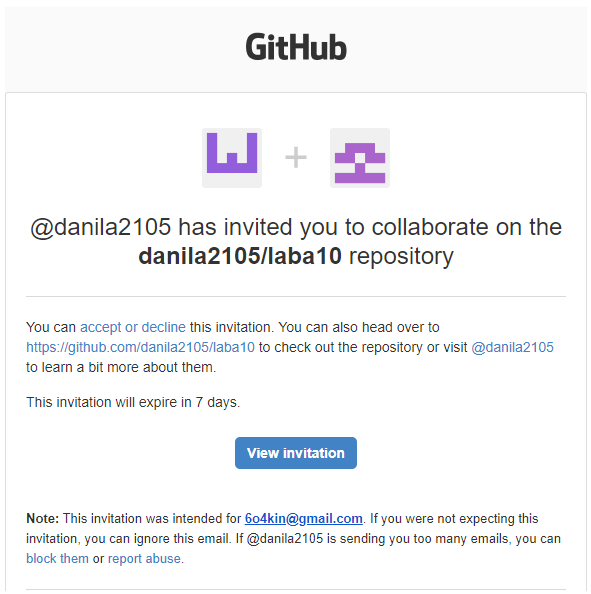 GitHub
@danila2105 has invited you to collaborate on the
danila2105/laba10 repository
You can accept or decline this invitation. You can also head over to
https://github.com/danila2105/laba10 to check out the repository or visit @danila2105
to learn a bit more about them.
This invitation will expire in 7 days.
View invitation
Note: This invitation was intended for 6o4kin@gmail.com. If you were not expecting this
invitation, you can ignore this email. If @danila2105 is sending you too many emails, you can
block them or report abuse.